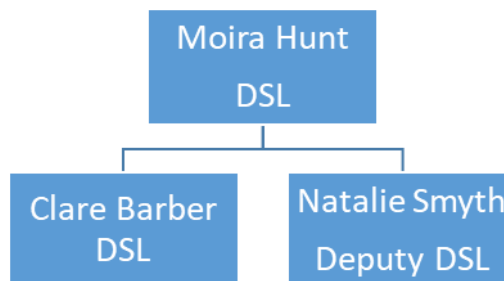 Moira Hunt
DSL
Clare Barber
DSL
Natalie Smyth
Deputy DSL